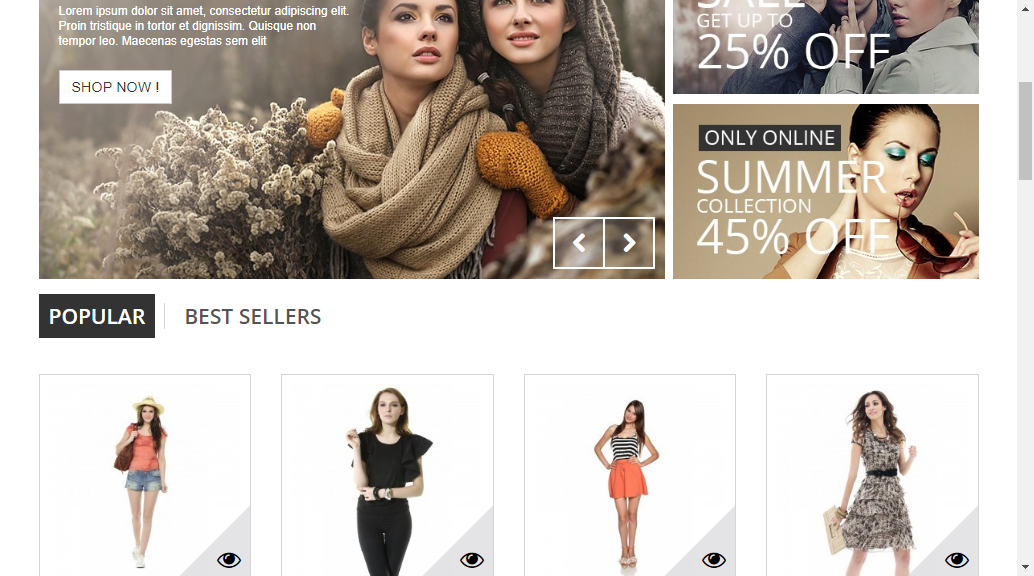 Lorem ipsum dolor sit amet, consectetur adipiscing elit.
Proin tristique in tortor et dignissim. Quisque non
tempor leo. Maecenas egestas sem elit
SHOP NOW !
SALE
GET UP TO
25% OFF
ONLY ONLINE
SUMMER
COLLECTION
45% OFF
POPULAR
BEST SELLERS